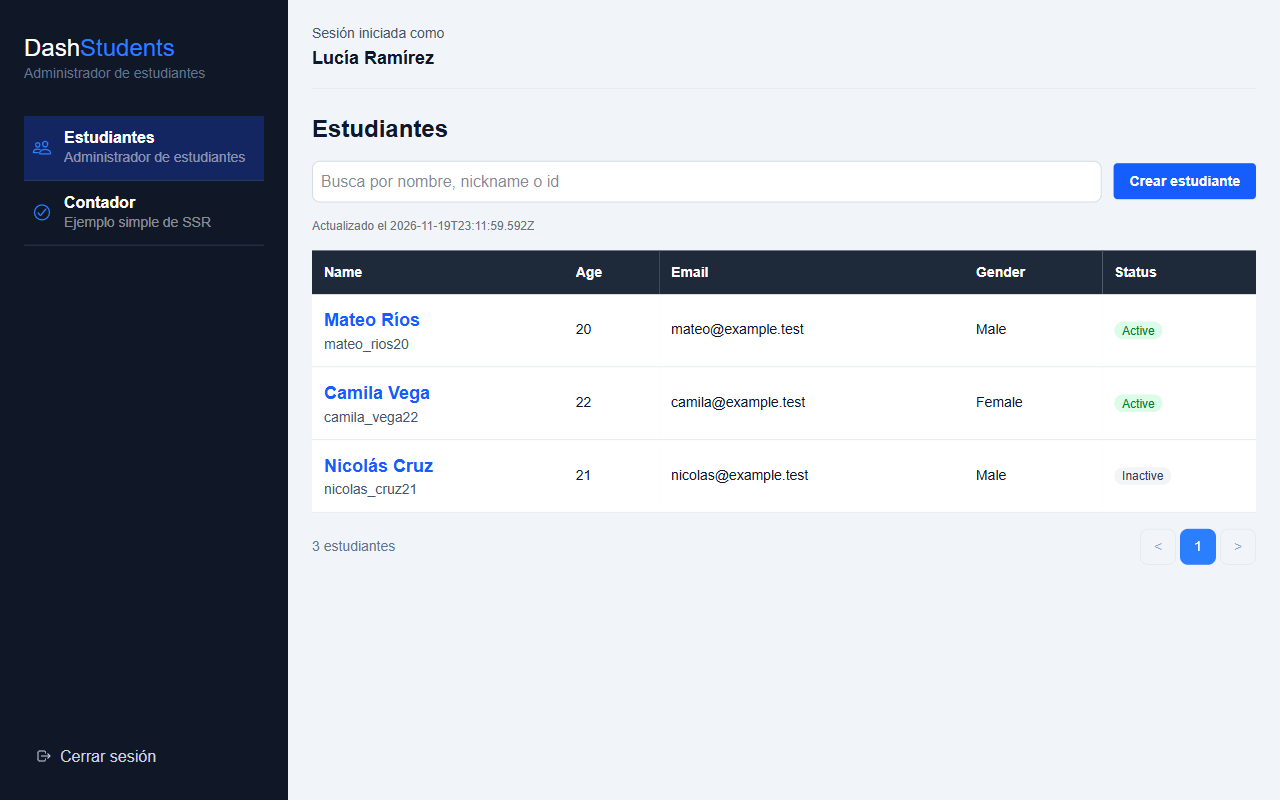 DashStudents
Administrador de estudiantes
Estudiantes
Administrador de estudiantes
Contador
Ejemplo simple de SSR
Cerrar sesión
Sesión iniciada como
Lucía Ramírez
Estudiantes
Busca por nombre, nickname o id
Crear estudiante
Actualizado el 2026-11-19T23:11:59.592Z
Name Age Email Gender Status
Mateo Ríos
mateo_rios20
20 mateo@example.test Male Active
Camila Vega
camila_vega22
22 camila@example.test Female Active
Nicolás Cruz
nicolas_cruz21
21 nicolas@example.test Male Inactive
3 estudiantes
< 1 >